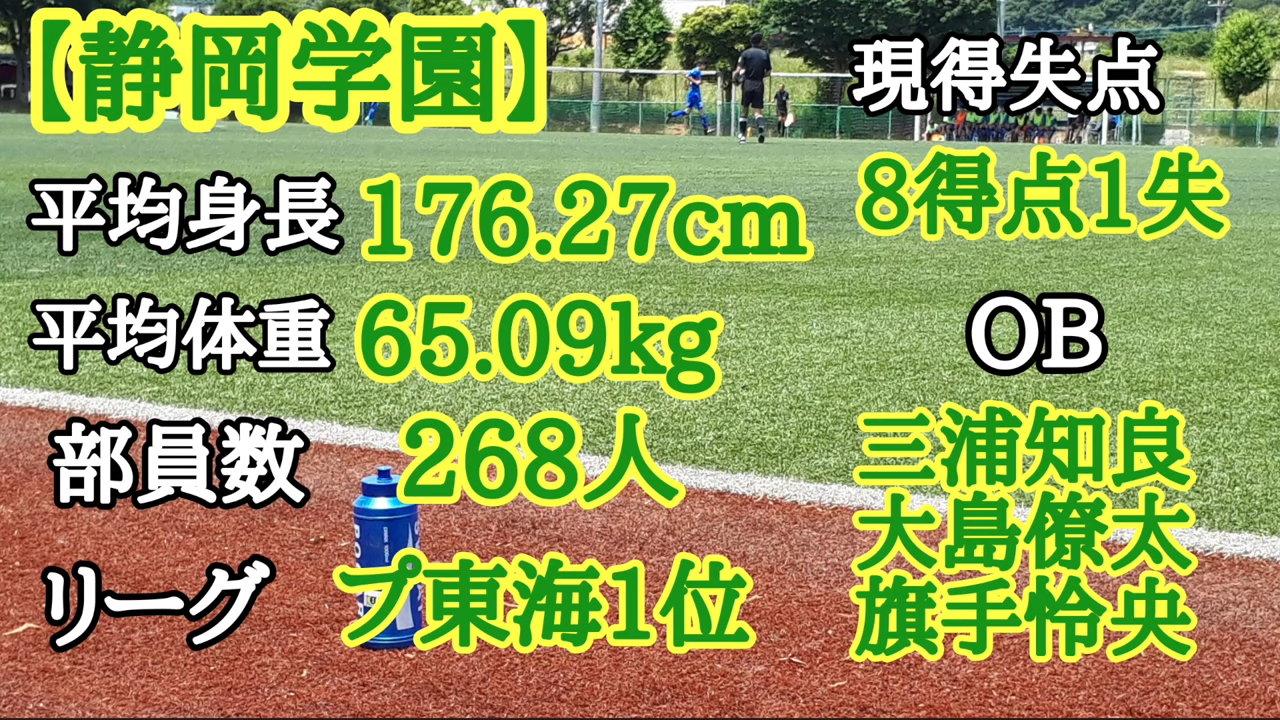 【静岡学園】
平均身長 176.27cm
平均体重 65.09kg
部員数 268人
リーグ プ東海1位
現得失点
8得点1失
OB
三浦知良
大島僚太
旗手怜央